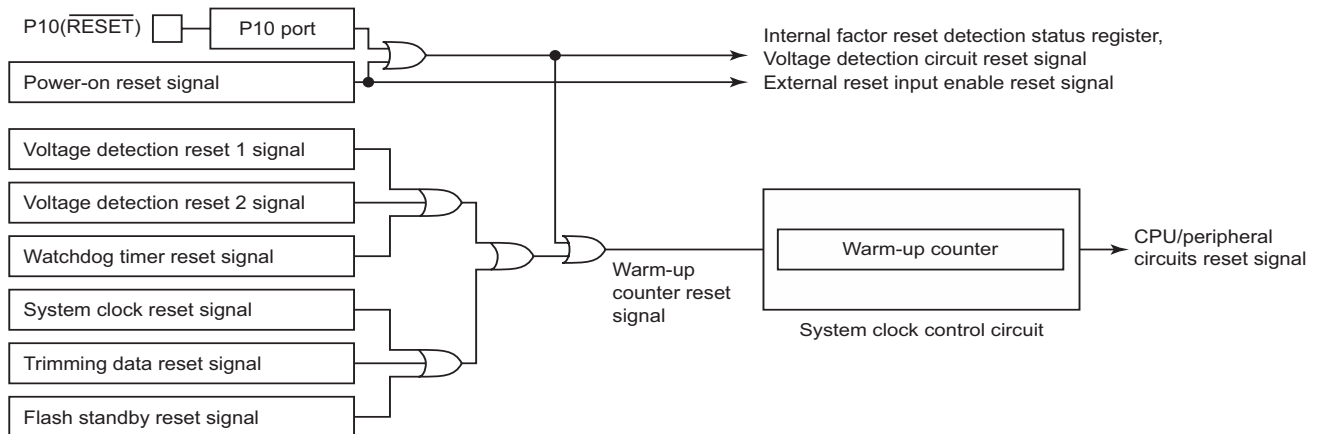 P10(RESET)
P10 port
Internal factor reset detection status register,
Voltage detection circuit reset signal
Power-on reset signal
External reset input enable reset signal
Voltage detection reset 1 signal
Voltage detection reset 2 signal
Watchdog timer reset signal
System clock reset signal
Trimming data reset signal
Flash standby reset signal
Warm-up
counter reset
signal
Warm-up counter
System clock control circuit
CPU/peripheral
circuits reset signal